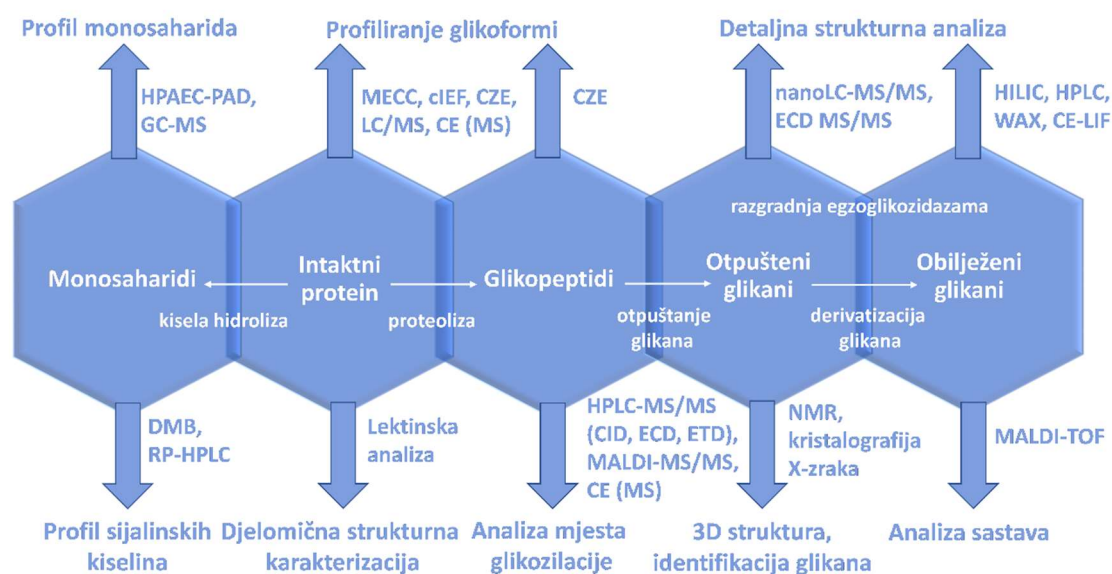 Profil monosaharida
Profiliranje glikoformi
Detaljna strukturna analiza
HPAEC-PAD,
GC-MS
MECC, cIEF, CZE,
LC/MS, CE (MS)
CZE
nanoLC-MS/MS,
ECD MS/MS
HILIC, HPLC,
WAX, CE-LIF
razgradnja egzoglikozidazama
Monosaharidi
Intaktni
protein
Glikopeptidi
Otpušteni
glikani
Obilježeni
glikani
kisela hidroliza
proteoliza
otpuštanje
glikana
derivatizacija
glikana
DMB,
RP-HPLC
Lektinska
analiza
HPLC-MS/MS
(CID, ECD, ETD),
MALDI-MS/MS,
CE (MS)
NMR,
kristalografija
X-zraka
MALDI-TOF
Profil sijalinskih
kiselina
Djelomična strukturna
karakterizacija
Analiza mjesta
glikozilacije
3D struktura,
identifikacija glikana
Analiza sastava